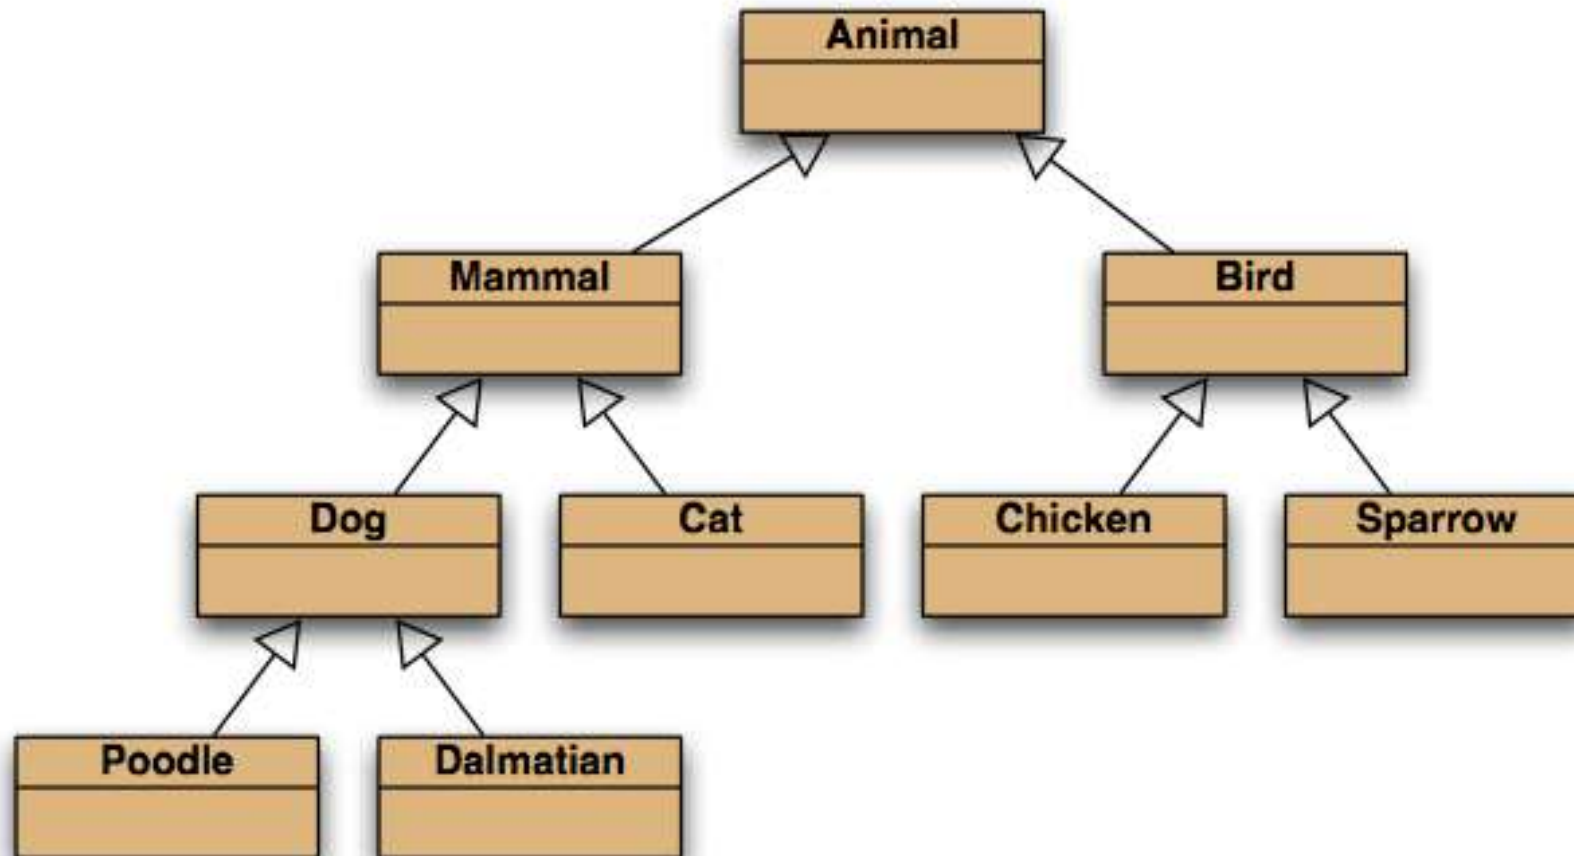 Animal
Mammal
Bird
Dog
Cat
Chicken
Sparrow
Poodle
Dalmatian